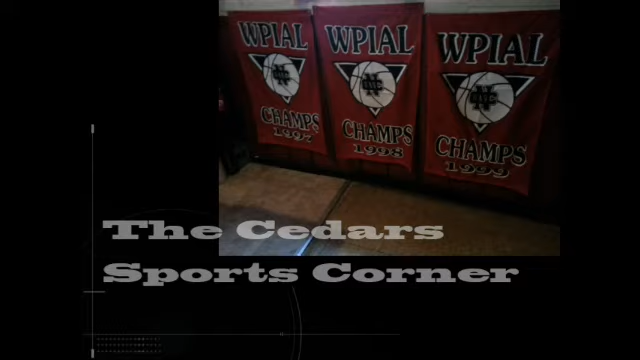 WPIAL
CHAMPS
1997
WPIAL
CHAMPS
1998
WPIAL
CHAMPS
1999
The Cedars
Sports Corner